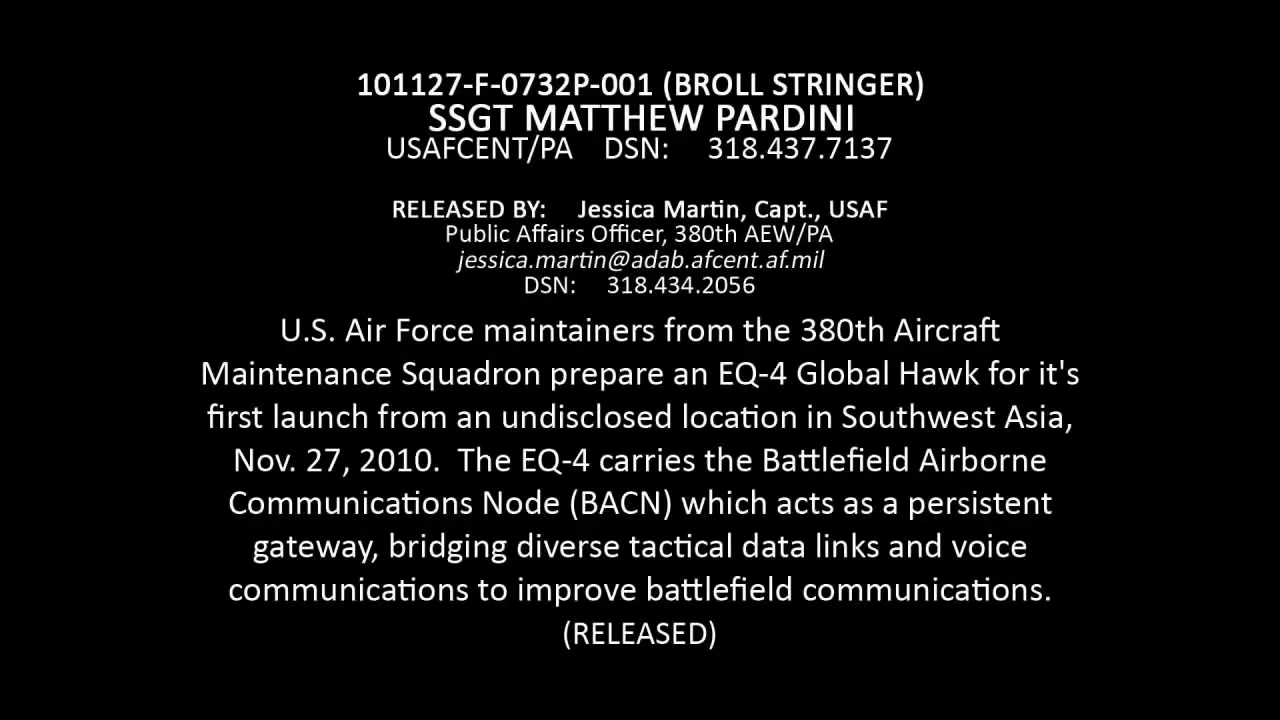 101127-F-0732P-001 (BROLL STRINGER)
SSGT MATTHEW PARDINI
USAFCENT/PA DSN: 318.437.7137
RELEASED BY: Jessica Martin, Capt., USAF
Public Affairs Officer, 380th AEW/PA
jessica.martin@adab.afcent.af.mil
DSN: 318.434.2056
U.S. Air Force maintainers from the 380th Aircraft
Maintenance Squadron prepare an EQ-4 Global Hawk for it's
first launch from an undisclosed location in Southwest Asia,
Nov. 27, 2010. The EQ-4 carries the Battlefield Airborne
Communications Node (BACN) which acts as a persistent
gateway, bridging diverse tactical data links and voice
communications to improve battlefield communications.
(RELEASED)